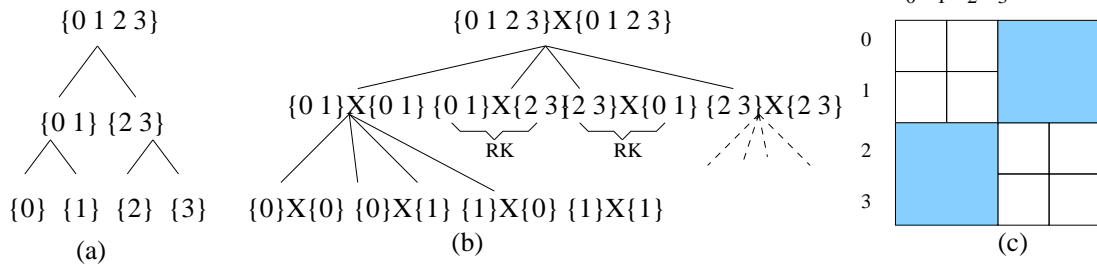 {0 1 2 3}
{0 1} {2 3}
{0} {1} {2} {3}
(a)
{0 1 2 3}X{0 1 2 3}
{0 1}X{0 1} {0 1}X{2 3} {2 3}X{0 1} {2 3}X{2 3}
RK RK
{0}X{0} {0}X{1} {1}X{0} {1}X{1}
(b)
0
1
2
3
(c)